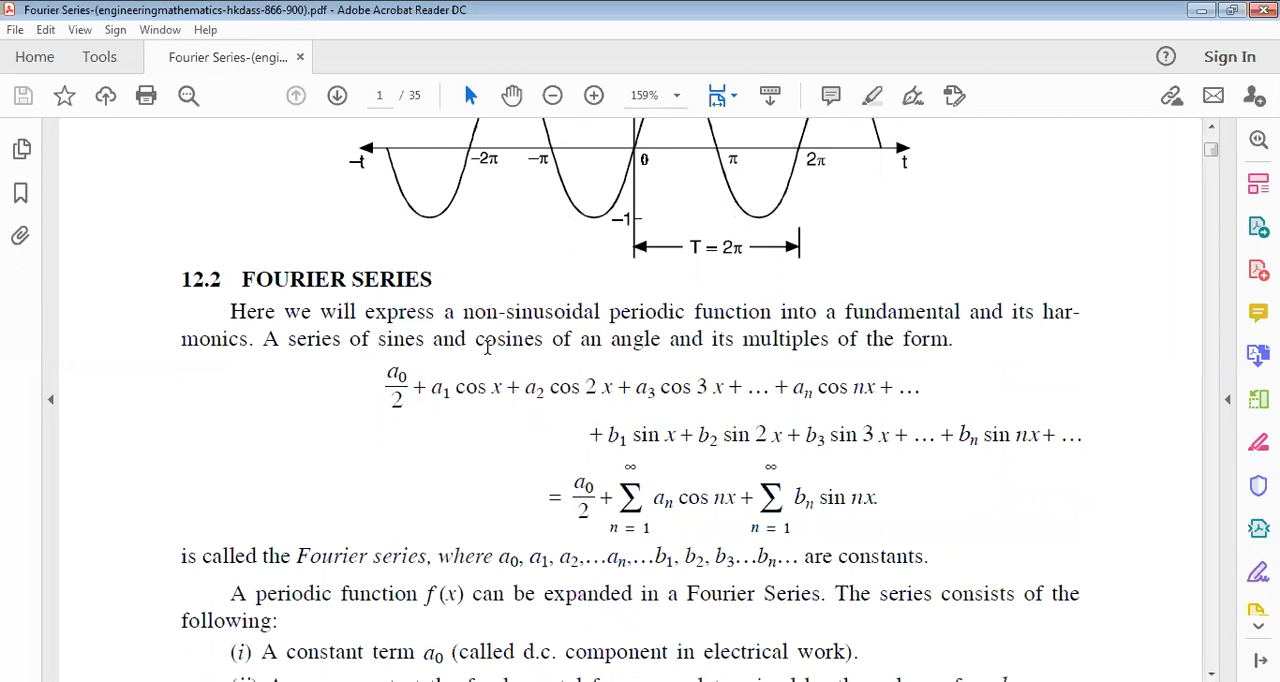 Fourier Series-(engineeringmathematics-hkdass-866-900).pdf - Adobe Acrobat Reader DC
File Edit View Sign Window Help
Home Tools Fourier Series-(engi... × Sign In
1 / 35 159%
–t –2π –π 0 π 2π t
–1
T = 2π
12.2 FOURIER SERIES
Here we will express a non-sinusoidal periodic function into a fundamental and its har-
monics. A series of sines and cosines of an angle and its multiples of the form.
a₀/2 + a₁ cos x + a₂ cos 2 x + a₃ cos 3 x + … + aₙ cos nx + …
+ b₁ sin x + b₂ sin 2 x + b₃ sin 3 x + … + bₙ sin nx + …
= a₀/2 + ∑_{n = 1}^{∞} aₙ cos nx + ∑_{n = 1}^{∞} bₙ sin nx.
is called the Fourier series, where a₀, a₁, a₂,…aₙ,…b₁, b₂, b₃…bₙ… are constants.
A periodic function f (x) can be expanded in a Fourier Series. The series consists of the
following:
(i) A constant term a₀ (called d.c. component in electrical work).